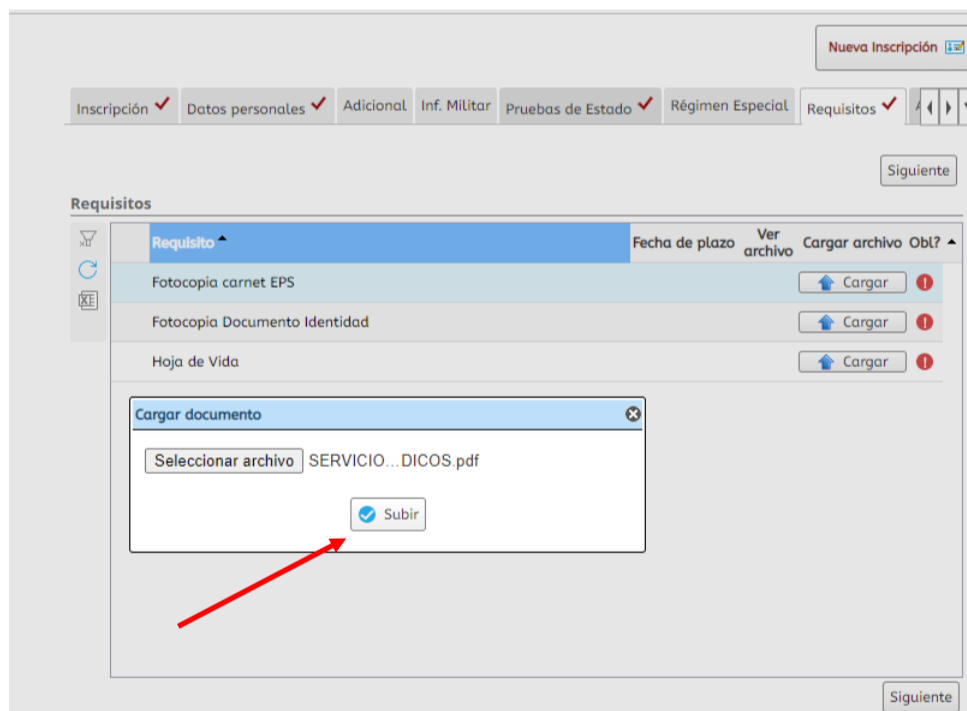 Nueva Inscripción
Inscripción Datos personales Adicional Inf. Militar Pruebas de Estado Régimen Especial Requisitos
Siguiente
Requisitos
Requisito Fecha de plazo Ver archivo Cargar archivo Obl?
Fotocopia carnet EPS Cargar
Fotocopia Documento Identidad Cargar
Hoja de Vida Cargar
Cargar documento
Seleccionar archivo SERVICIO...DICOS.pdf
Subir
Siguiente